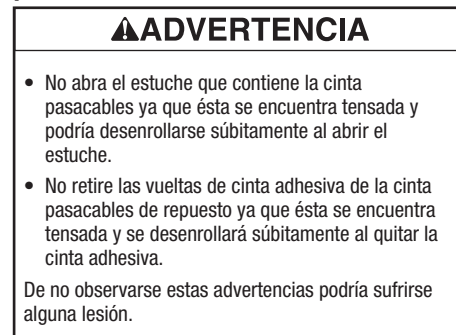 ⚠ADVERTENCIA
• No abra el estuche que contiene la cinta
pasacables ya que ésta se encuentra tensada y
podría desenrollarse súbitamente al abrir el
estuche.
• No retire las vueltas de cinta adhesiva de la cinta
pasacables de repuesto ya que ésta se encuentra
tensada y se desenrollará súbitamente al quitar la
cinta adhesiva.
De no observarse estas advertencias podría sufrirse
alguna lesión.